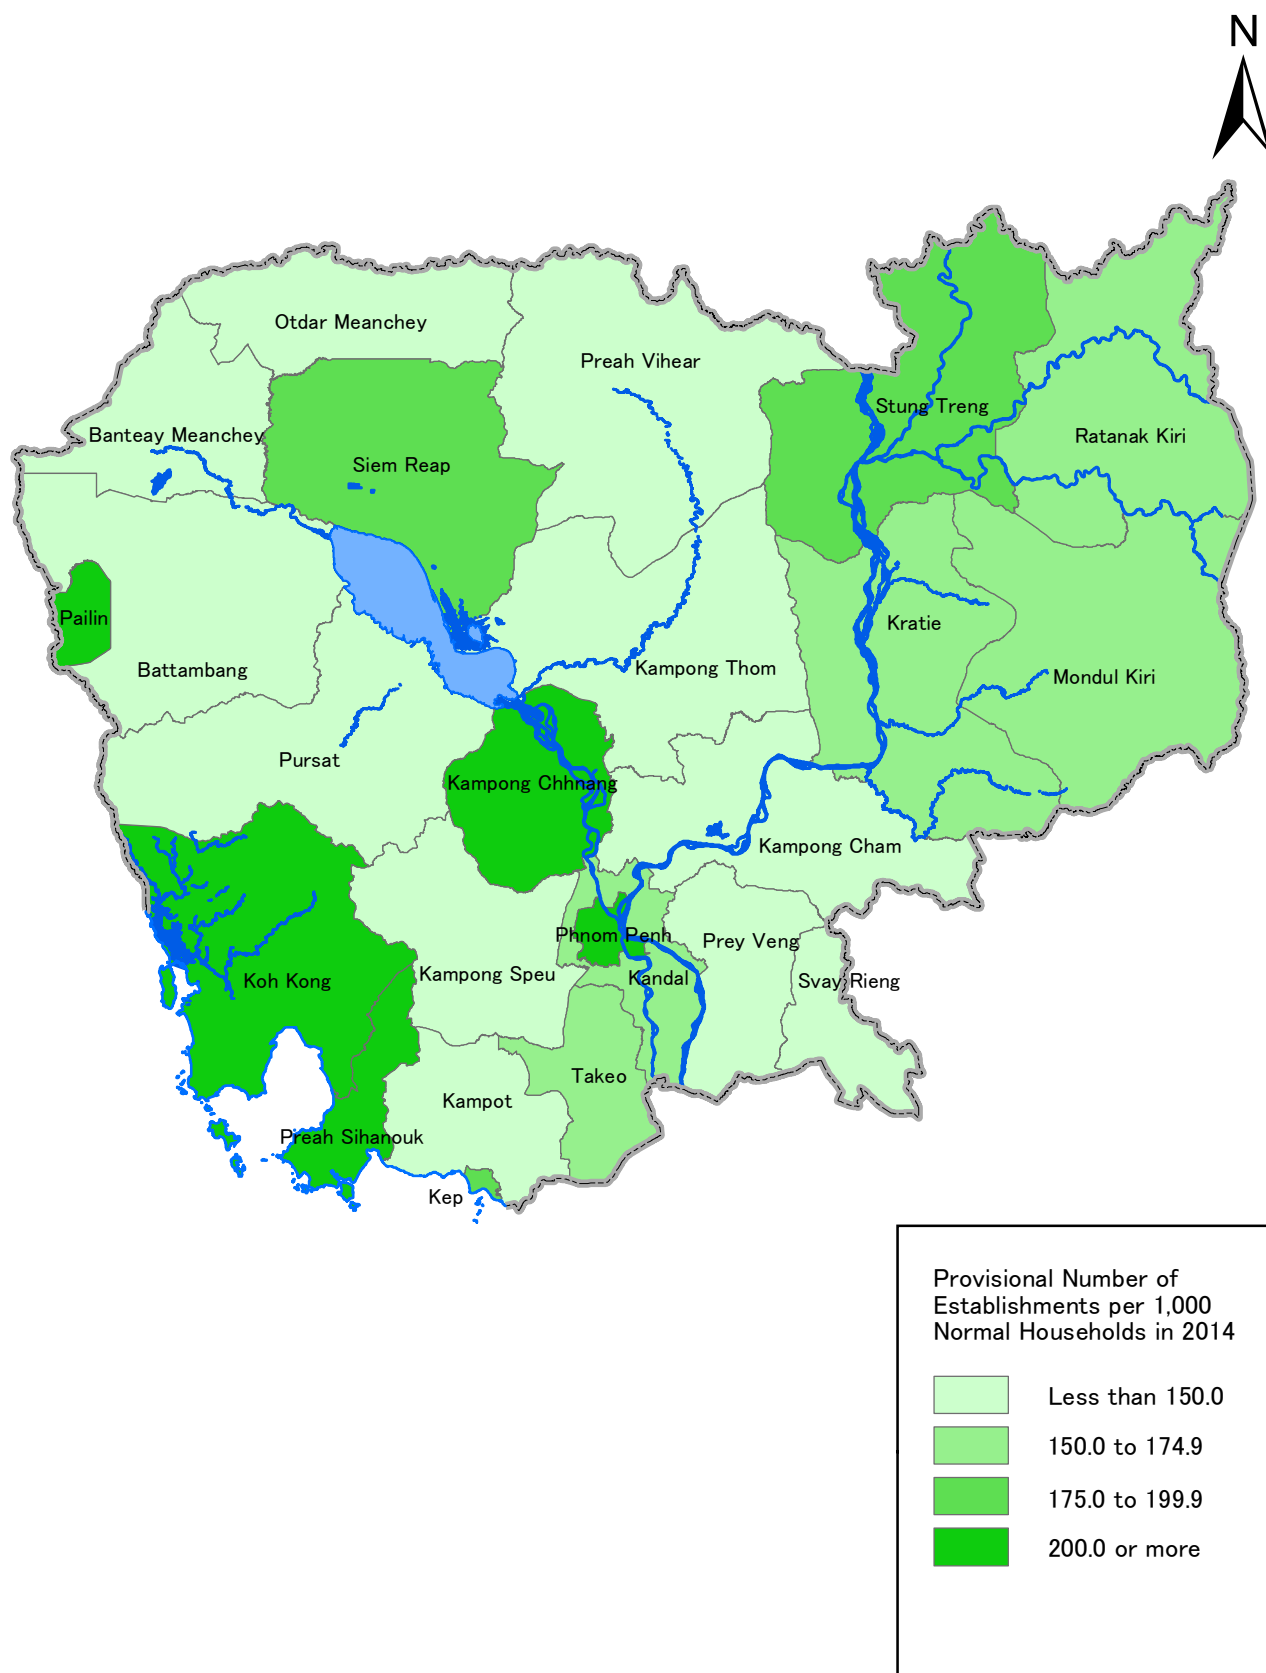 N
Otdar Meanchey
Preah Vihear
Stung Treng
Banteay Meanchey
Ratanak Kiri
Siem Reap
Pailin
Kratie
Battambang
Kampong Thom
Mondul Kiri
Pursat
Kampong Chhnang
Kampong Cham
Phnom Penh
Prey Veng
Kampong Speu
Kandal
Koh Kong
Svay Rieng
Takeo
Kampot
Preah Sihanouk
Kep
Provisional Number of
Establishments per 1,000
Normal Households in 2014
Less than 150.0
150.0 to 174.9
175.0 to 199.9
200.0 or more